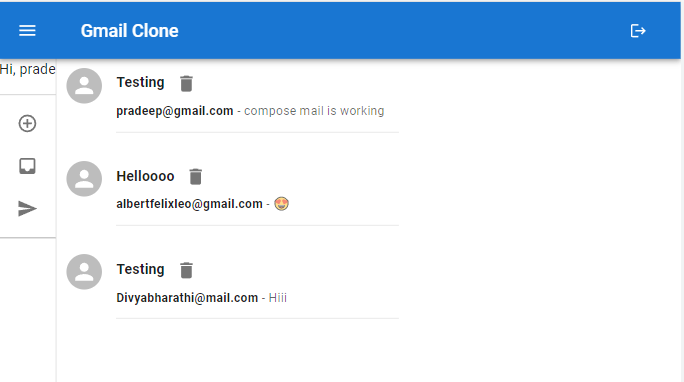 Gmail Clone
Hi, prade
Testing
pradeep@gmail.com - compose mail is working
Helloooo
albertfelixleo@gmail.com - 😍
Testing
Divyabharathi@mail.com - Hiii